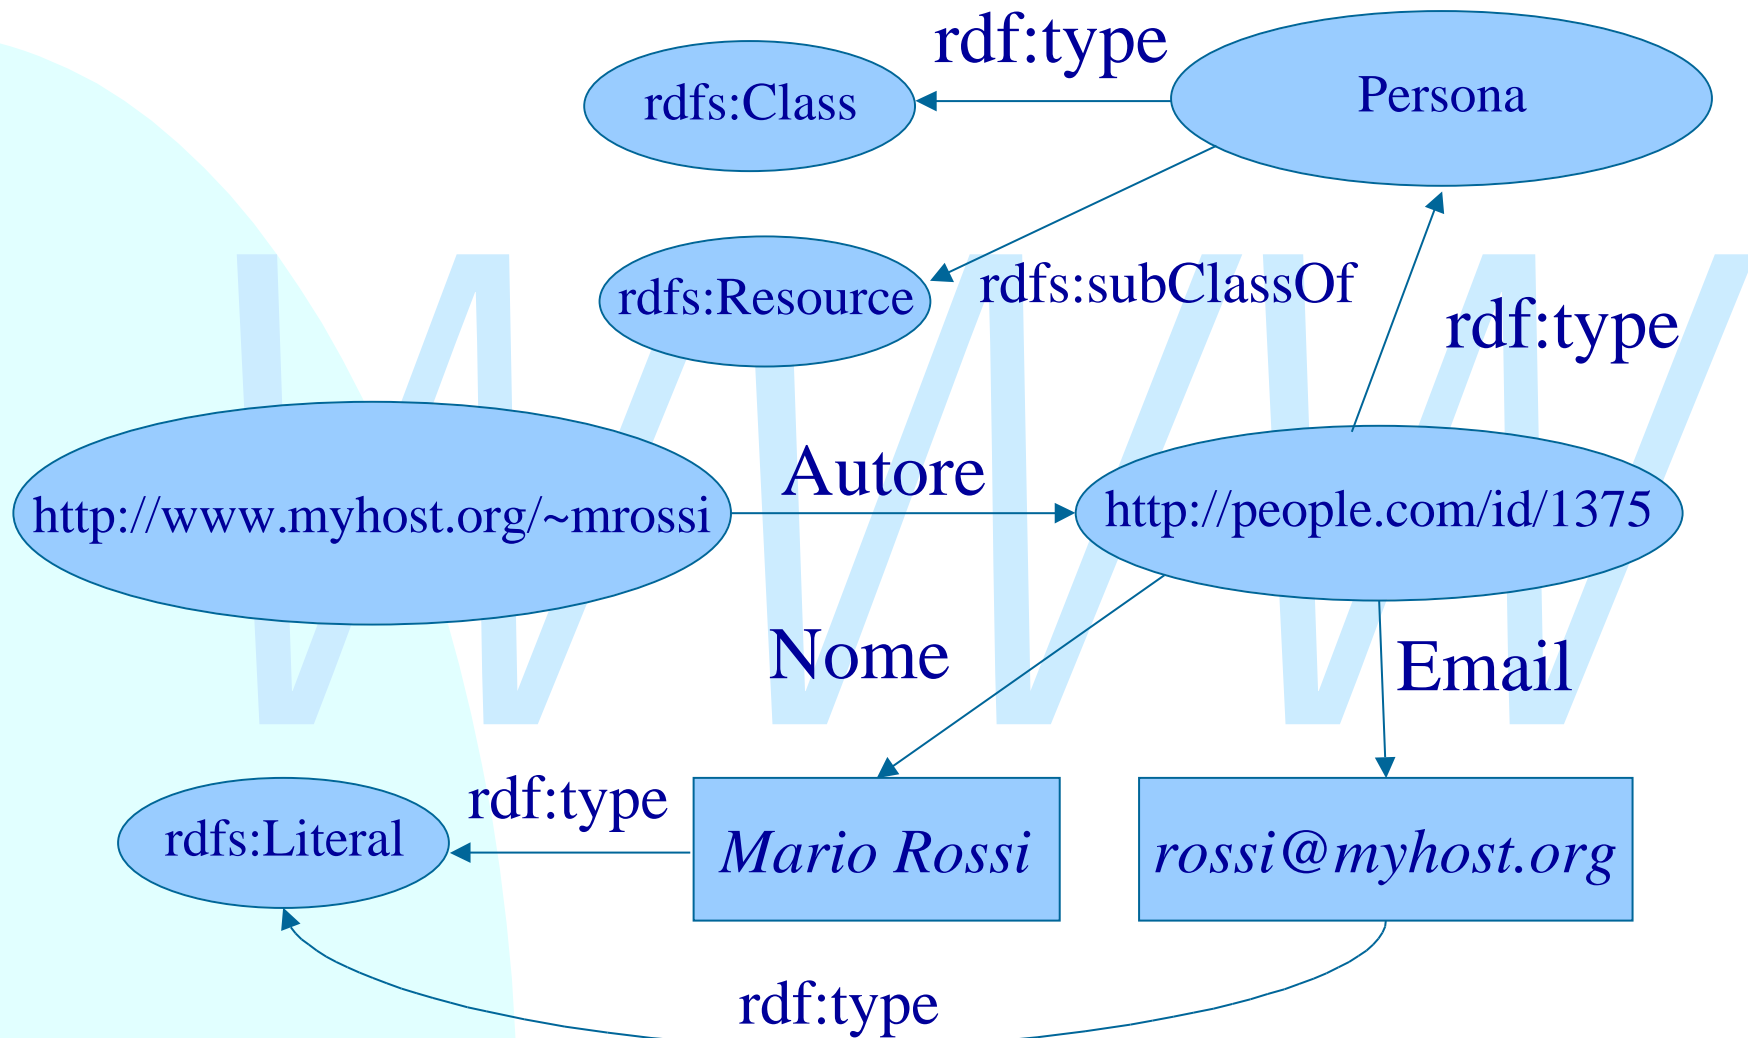 rdf:type
rdfs:Class
Persona
rdfs:Resource
rdfs:subClassOf
rdf:type
http://www.myhost.org/~mrossi
Autore
http://people.com/id/1375
Nome
Email
rdfs:Literal
rdf:type
Mario Rossi
rossi@myhost.org
rdf:type
WWW